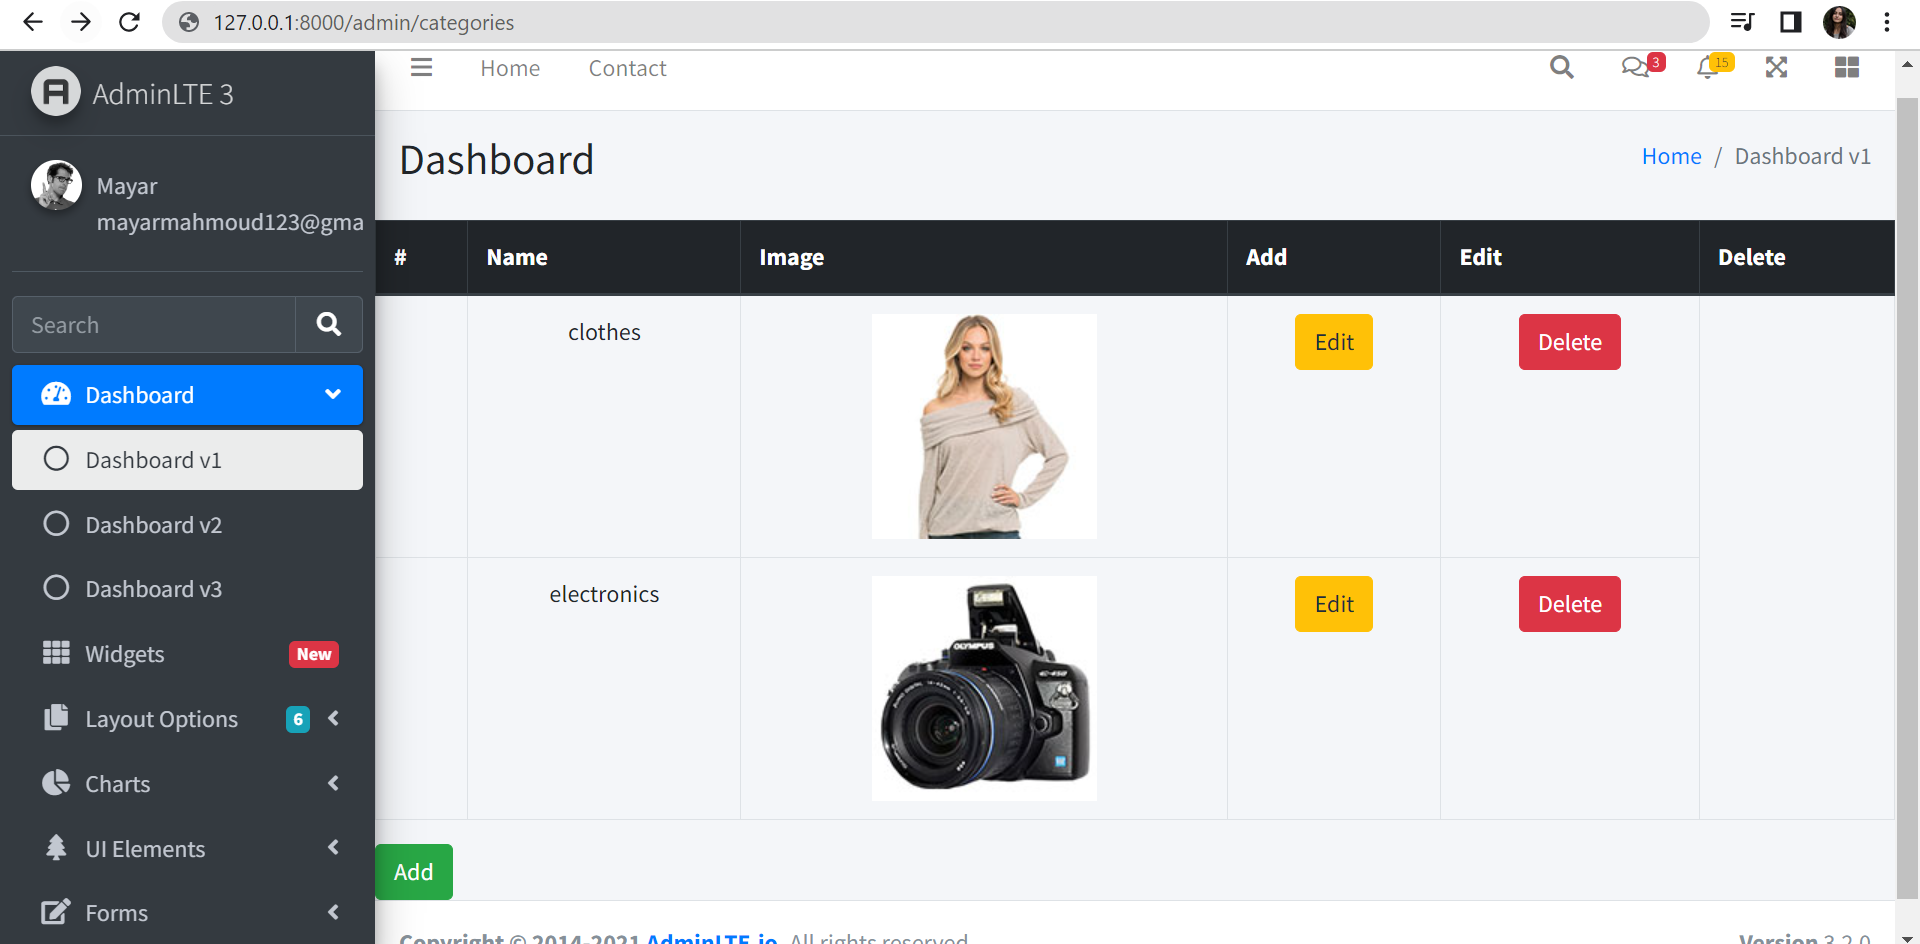 127.0.0.1:8000/admin/categories
AdminLTE 3
Home Contact
3
15
Mayar
mayarmahmoud123@gma
Search
Dashboard
Dashboard v1
Dashboard v2
Dashboard v3
Widgets New
Layout Options 6
Charts
UI Elements
Forms
Dashboard
Home / Dashboard v1
# Name Image Add Edit Delete
clothes Edit Delete
electronics Edit Delete
OLYMPUS
E-450
Add
Copyright © 2014-2021 AdminLTE.io. All rights reserved.
Version 3.2.0